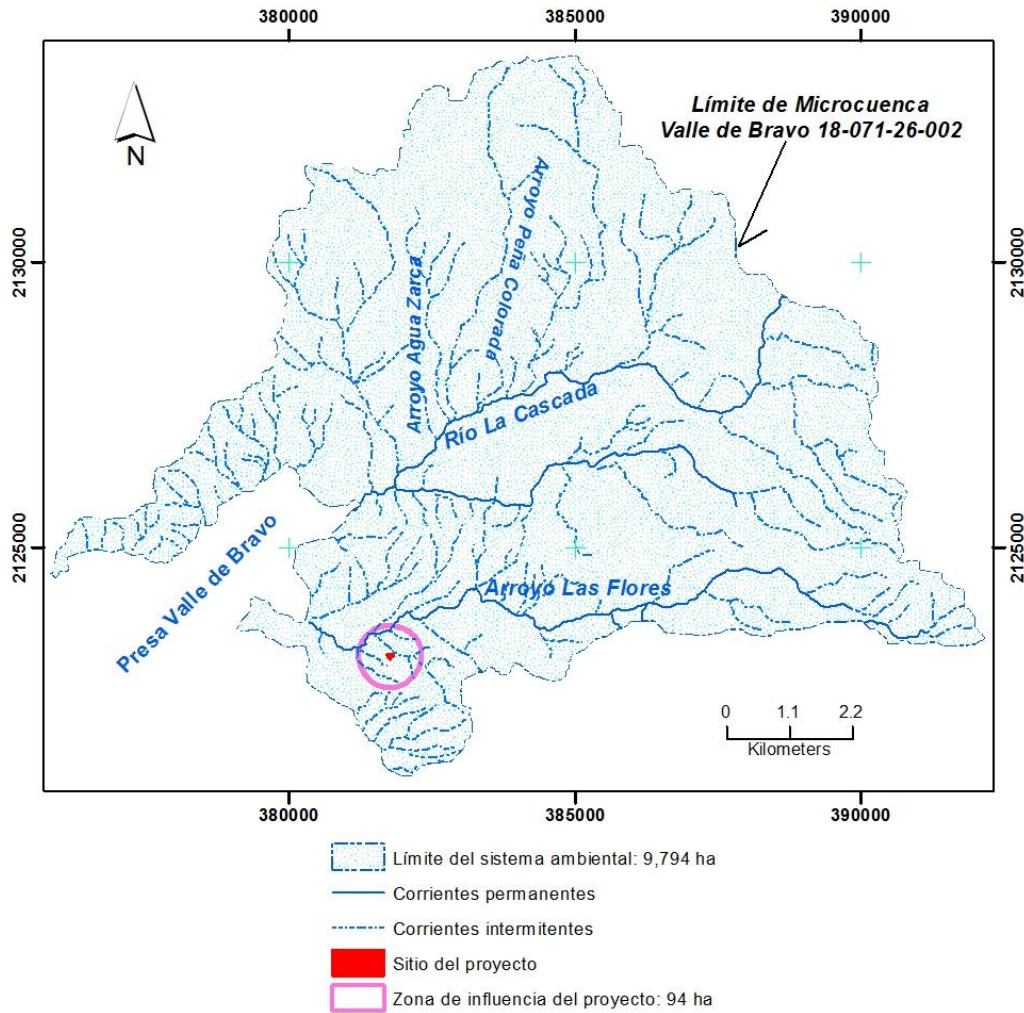 380000
385000
390000
Límite de Microcuenca
Valle de Bravo 18-071-26-002
N
2130000
2130000
Arroyo Peña Colorada
Arroyo Agua Zarca
Río La Cascada
2125000
2125000
Presa Valle de Bravo
Arroyo Las Flores
0 1.1 2.2
Kilometers
380000
385000
390000
Límite del sistema ambiental: 9,794 ha
Corrientes permanentes
Corrientes intermitentes
Sitio del proyecto
Zona de influencia del proyecto: 94 ha